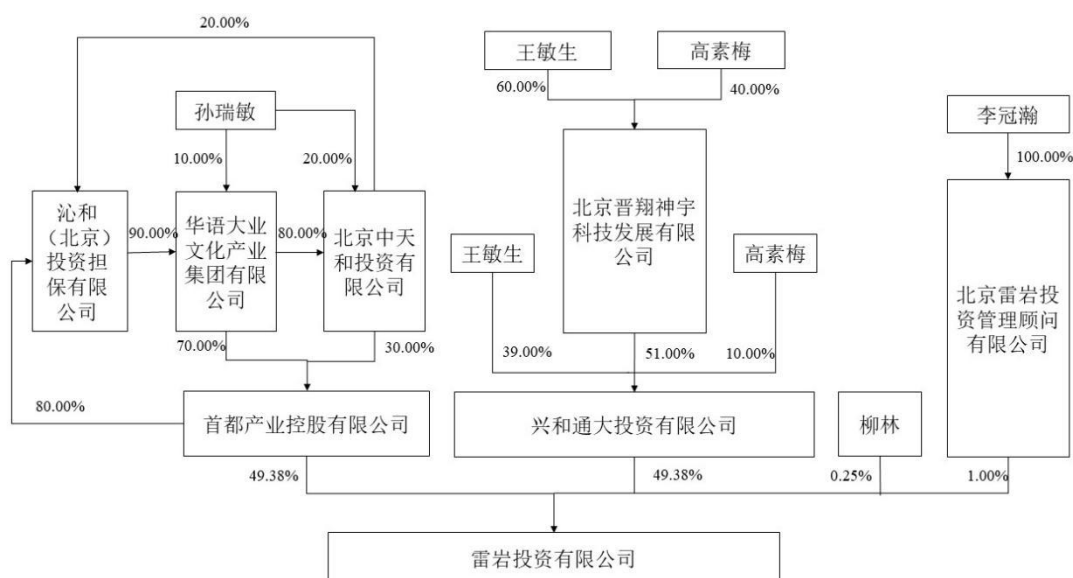 20.00%
王敏生
高素梅
60.00%
40.00%
孙瑞敏
李冠瀚
10.00%
20.00%
100.00%
沁和
（北京）
投资担
保有限
公司
90.00%
华语大业
文化产业
集团有限
公司
80.00%
北京中天
和投资有
限公司
北京晋翔神宇
科技发展有限
公司
王敏生
高素梅
北京雷岩投
资管理顾问
有限公司
70.00%
30.00%
39.00%
51.00%
10.00%
80.00%
首都产业控股有限公司
兴和通大投资有限公司
柳林
49.38%
49.38%
0.25%
1.00%
雷岩投资有限公司